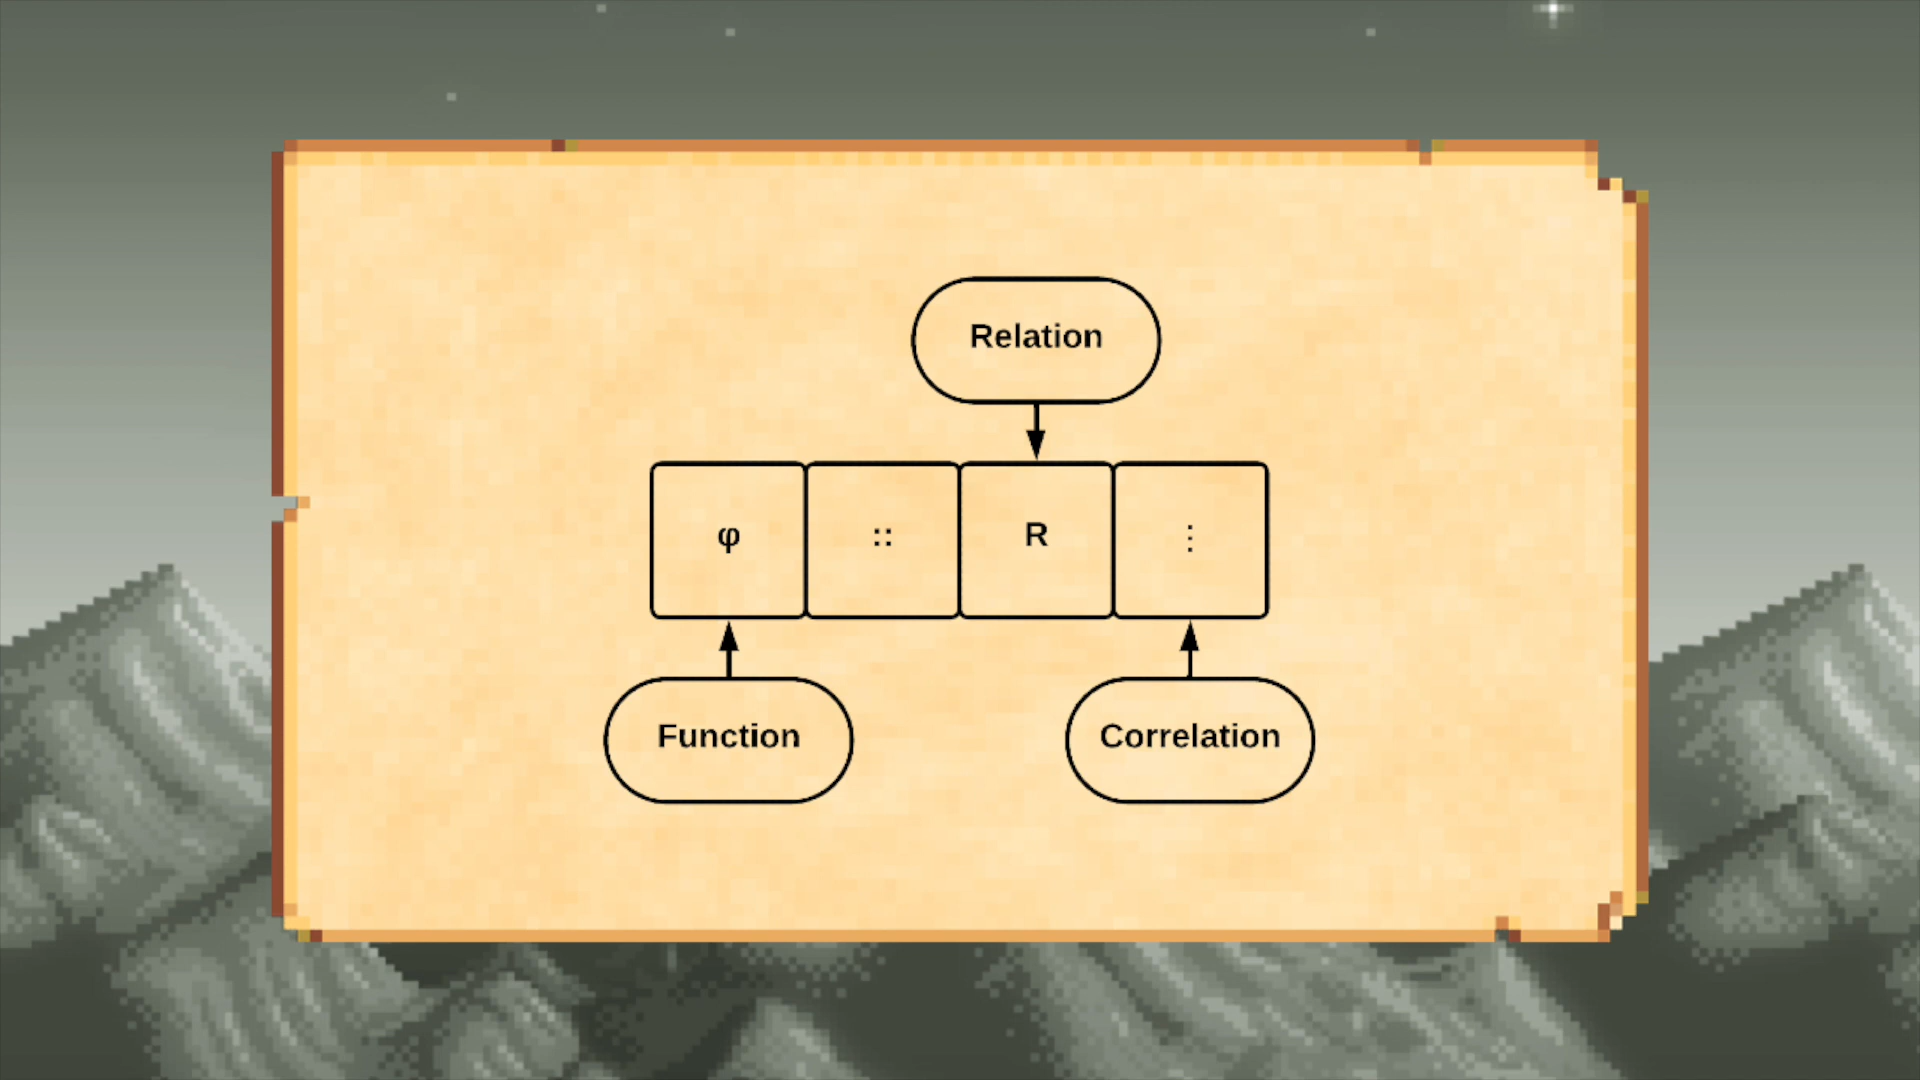 Relation
φ :: R ⋮
Function Correlation